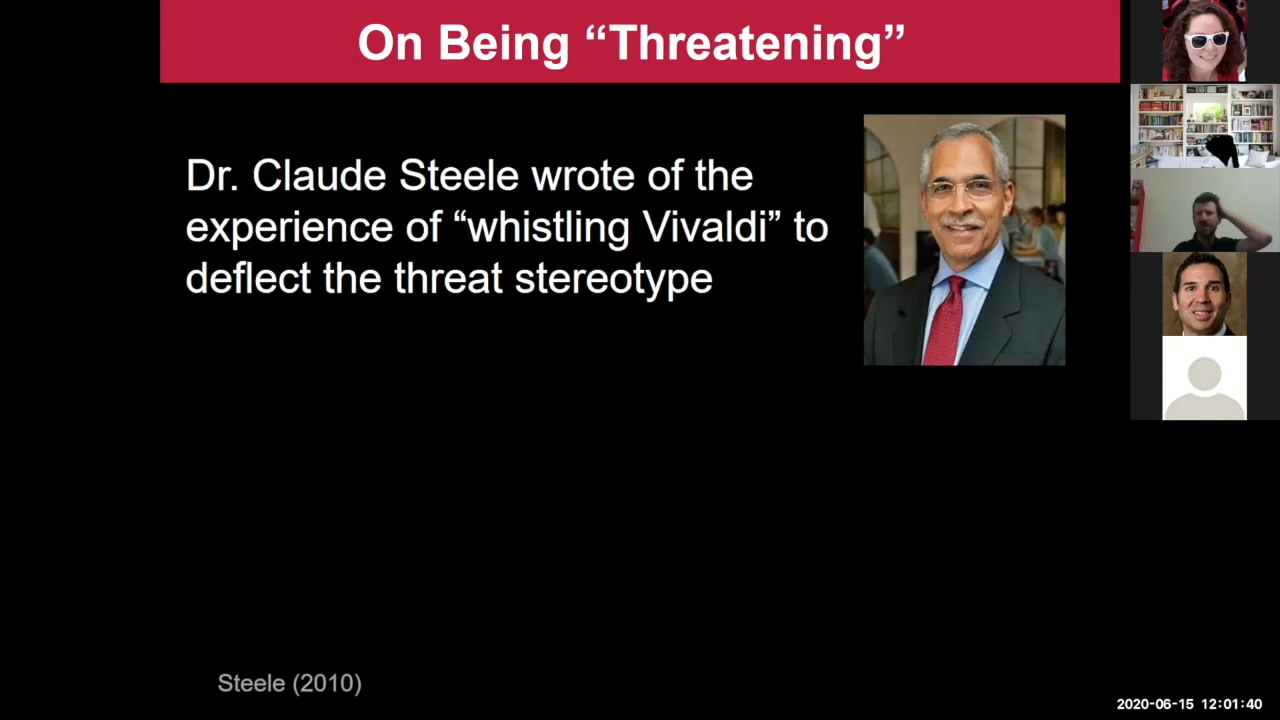 On Being “Threatening”
Dr. Claude Steele wrote of the
experience of “whistling Vivaldi” to
deflect the threat stereotype
Steele (2010)
2020-06-15 12:01:40